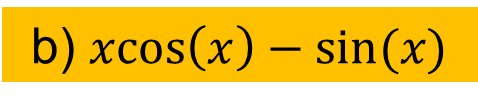 b) xcos(x) – sin(x)